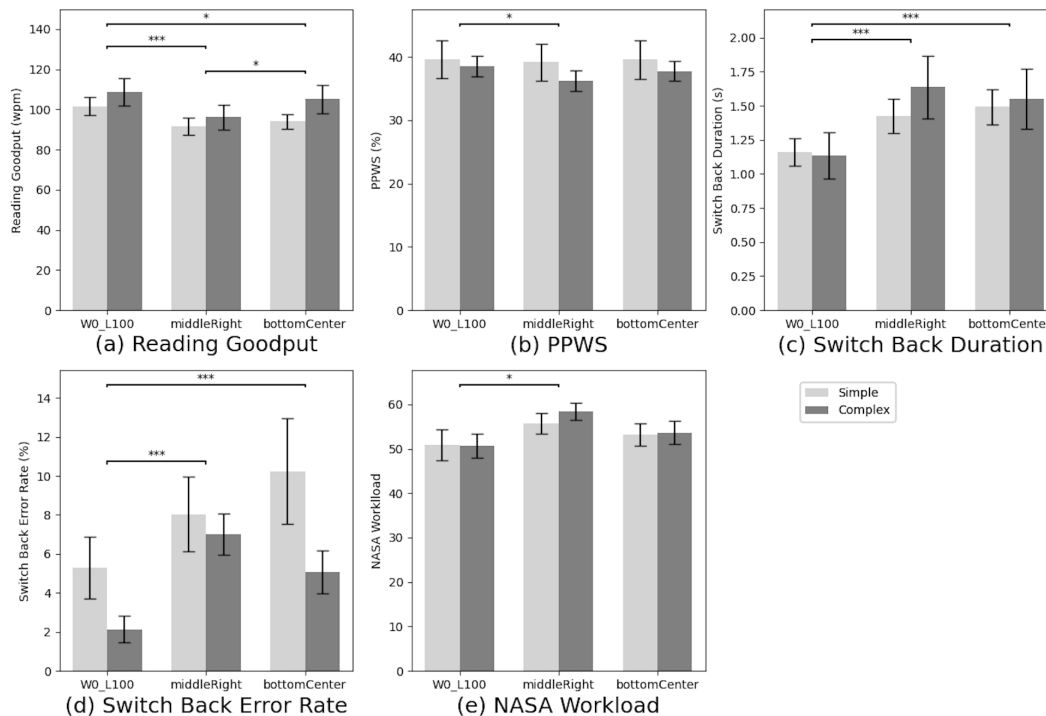 140
120
100
80
60
40
20
0
Reading Goodput (wpm)
*
***
*
W0_L100 middleRight bottomCenter
(a) Reading Goodput
40
30
20
10
0
PPWS (%)
*
W0_L100 middleRight bottomCenter
(b) PPWS
2.00
1.75
1.50
1.25
1.00
0.75
0.50
0.25
0.00
Switch Back Duration (s)
***
***
W0_L100 middleRight bottomCente
(c) Switch Back Duration
14
12
10
8
6
4
2
0
Switch Back Error Rate (%)
***
***
W0_L100 middleRight bottomCenter
(d) Switch Back Error Rate
60
50
40
30
20
10
0
NASA Worklload
*
W0_L100 middleRight bottomCenter
(e) NASA Workload
Simple
Complex